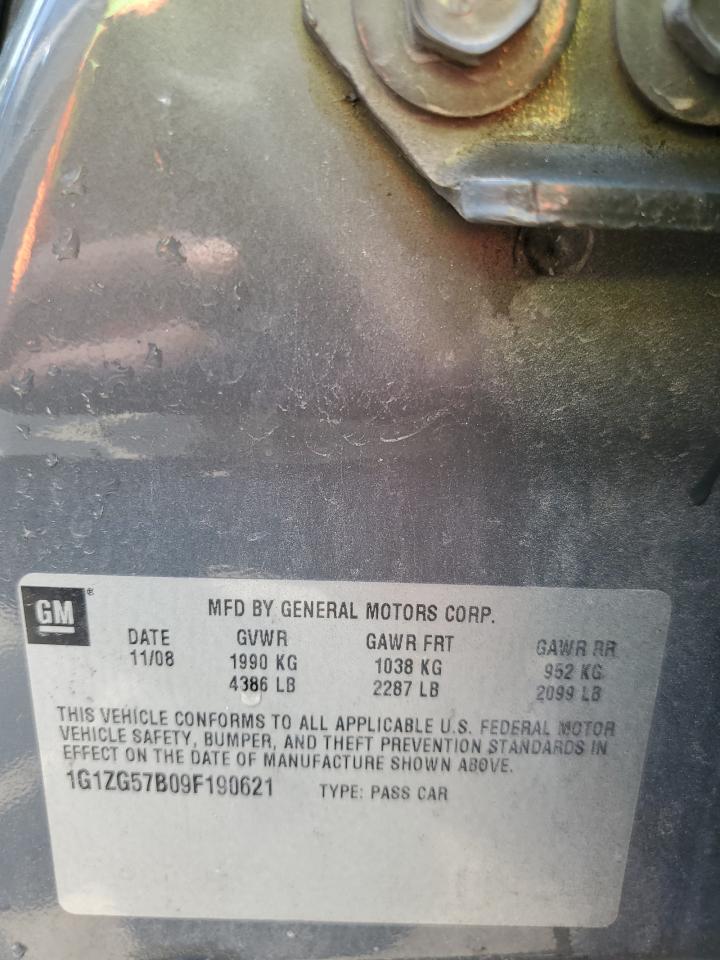 GM ®
MFD BY GENERAL MOTORS CORP.
DATE GVWR GAWR FRT GAWR RR
11/08 1990 KG 1038 KG 952 KG
4386 LB 2287 LB 2099 LB
THIS VEHICLE CONFORMS TO ALL APPLICABLE U.S. FEDERAL MOTOR
VEHICLE SAFETY, BUMPER, AND THEFT PREVENTION STANDARDS IN
EFFECT ON THE DATE OF MANUFACTURE SHOWN ABOVE.
1G1ZG57B09F190621 TYPE: PASS CAR